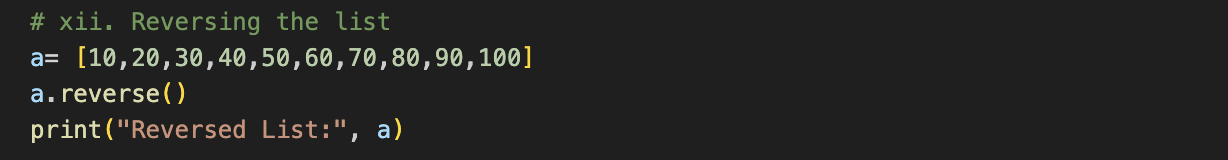 # xii. Reversing the list
a= [10,20,30,40,50,60,70,80,90,100]
a.reverse()
print("Reversed List:", a)